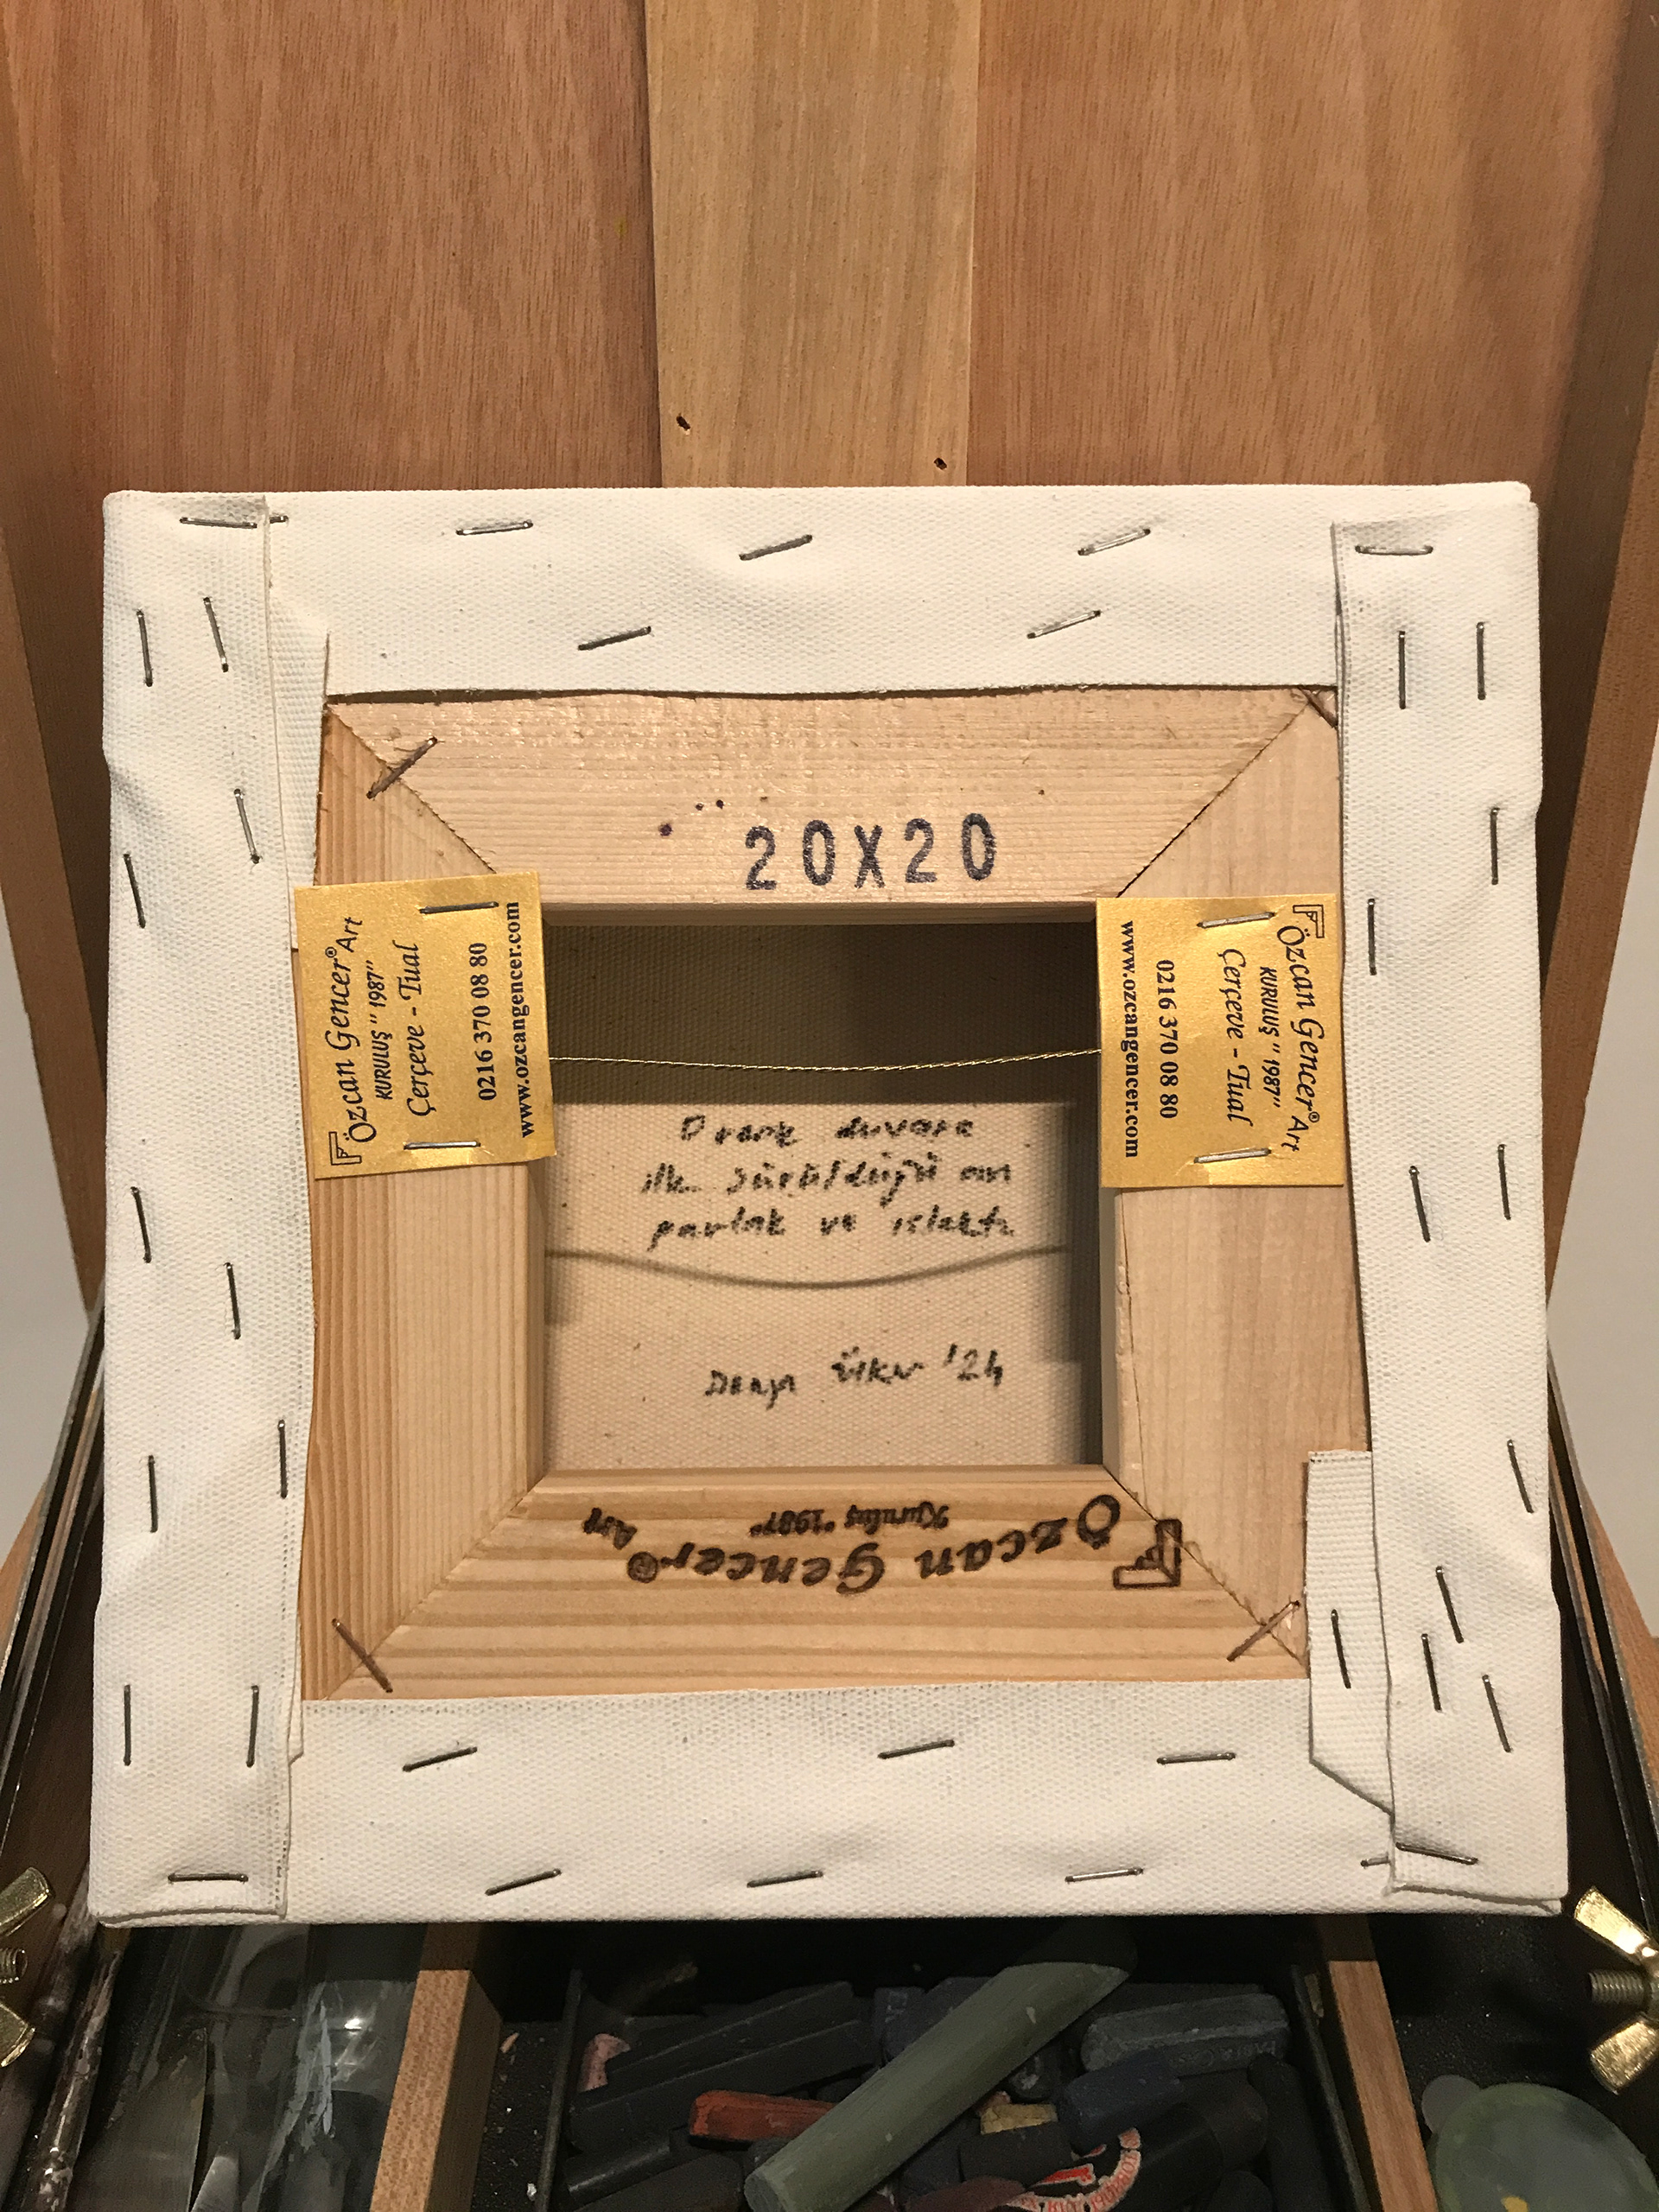 20X20
Özcan Gencer® Art
KURULUŞ "1987"
Çerçeve - Tual
0216 370 08 80
www.ozcangencer.com
Özcan Gencer® Art
KURULUŞ "1987"
Çerçeve - Tual
0216 370 08 80
www.ozcangencer.com
O renk duvara
ilk sürüldüğü an
parlak ve ıslaktı
Derya Ülker '24
Özcan Gencer® Art
Kuruluş "1987"